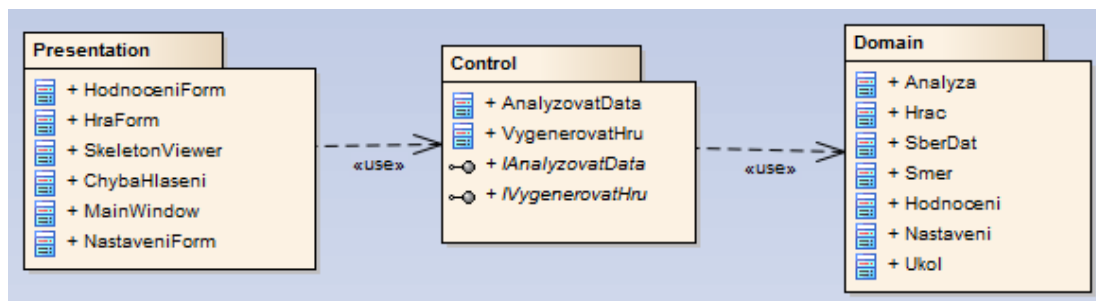 Presentation
+ HodnoceniForm
+ HraForm
+ SkeletonViewer
+ ChybaHlaseni
+ MainWindow
+ NastaveniForm
«use»
Control
+ AnalyzovatData
+ VygenerovatHru
+ IAnalyzovatData
+ IVygenerovatHru
«use»
Domain
+ Analyza
+ Hrac
+ SberDat
+ Smer
+ Hodnoceni
+ Nastaveni
+ Ukol